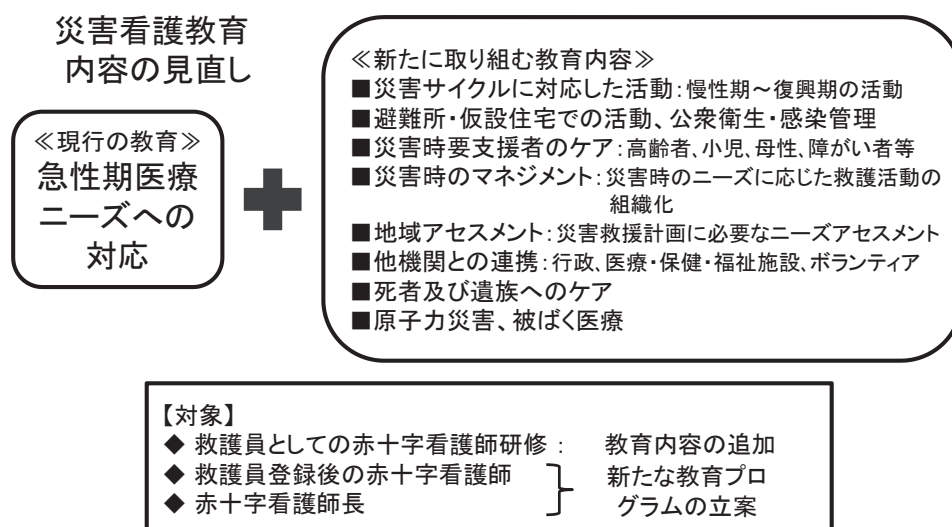 災害看護教育
内容の見直し
≪現行の教育≫
急性期医療
ニーズへの
対応
≪新たに取り組む教育内容≫
■災害サイクルに対応した活動：慢性期～復興期の活動
■避難所・仮設住宅での活動、公衆衛生・感染管理
■災害時要支援者のケア：高齢者、小児、母性、障がい者等
■災害時のマネジメント：災害時のニーズに応じた救護活動の
組織化
■地域アセスメント：災害救援計画に必要なニーズアセスメント
■他機関との連携：行政、医療・保健・福祉施設、ボランティア
■死者及び遺族へのケア
■原子力災害、被ばく医療
【対象】
◆ 救護員としての赤十字看護師研修： 教育内容の追加
◆ 救護員登録後の赤十字看護師 新たな教育プロ
◆ 赤十字看護師長 グラムの立案